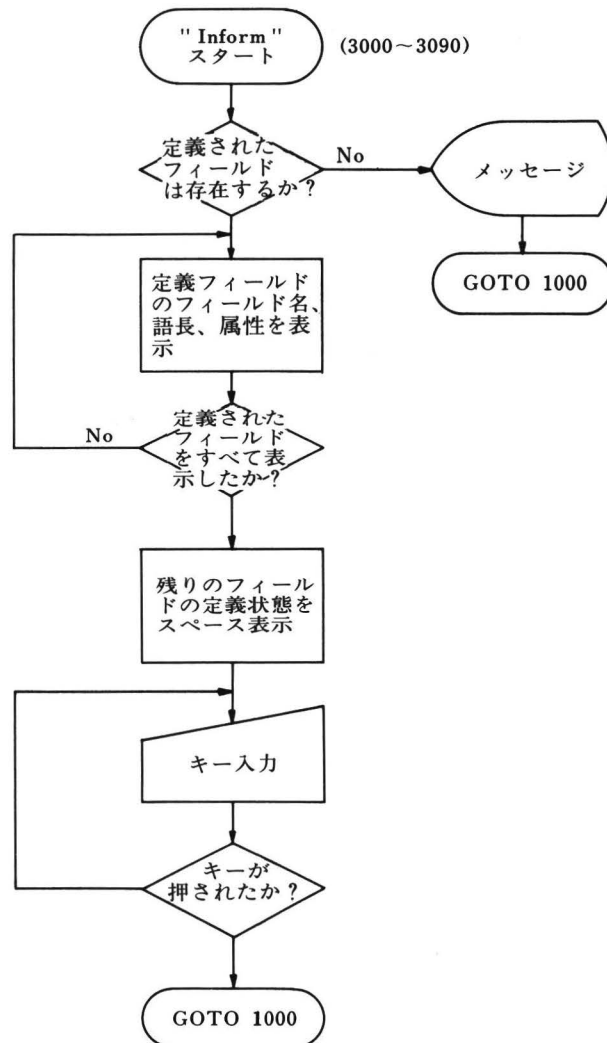 "Inform"
スタート
(3000～3090)
定義された
フィールド
は存在するか？
No
メッセージ
GOTO 1000
定義フィールド
のフィールド名、
語長、属性を表
示
定義された
フィールド
をすべて表
示したか？
No
残りのフィール
ドの定義状態を
スペース表示
キー入力
キーが
押されたか？
GOTO 1000